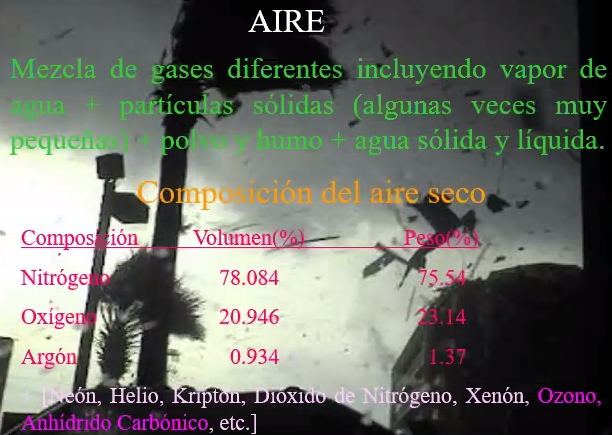 AIRE
Mezcla de gases diferentes incluyendo vapor de
agua + partículas sólidas (algunas veces muy
pequeñas) + polvo y humo + agua sólida y líquida.
Composición del aire seco
Composición Volumen(%) Peso(%)
Nitrógeno 78.084 75.54
Oxígeno 20.946 23.14
Argón 0.934 1.37
+ [Neón, Helio, Kriptón, Dioxido de Nitrógeno, Xenón, Ozono,
Anhídrido Carbónico, etc.]